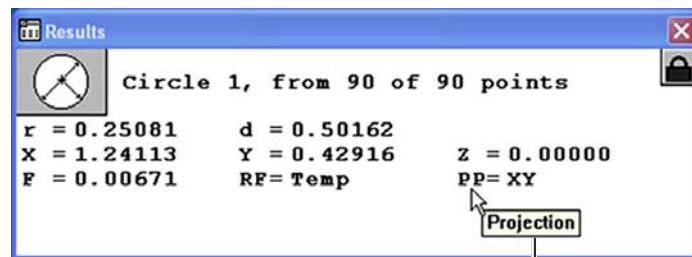 Results
Circle 1, from 90 of 90 points
r = 0.25081 d = 0.50162
X = 1.24113 Y = 0.42916 Z = 0.00000
F = 0.00671 RF= Temp PP= XY
Projection